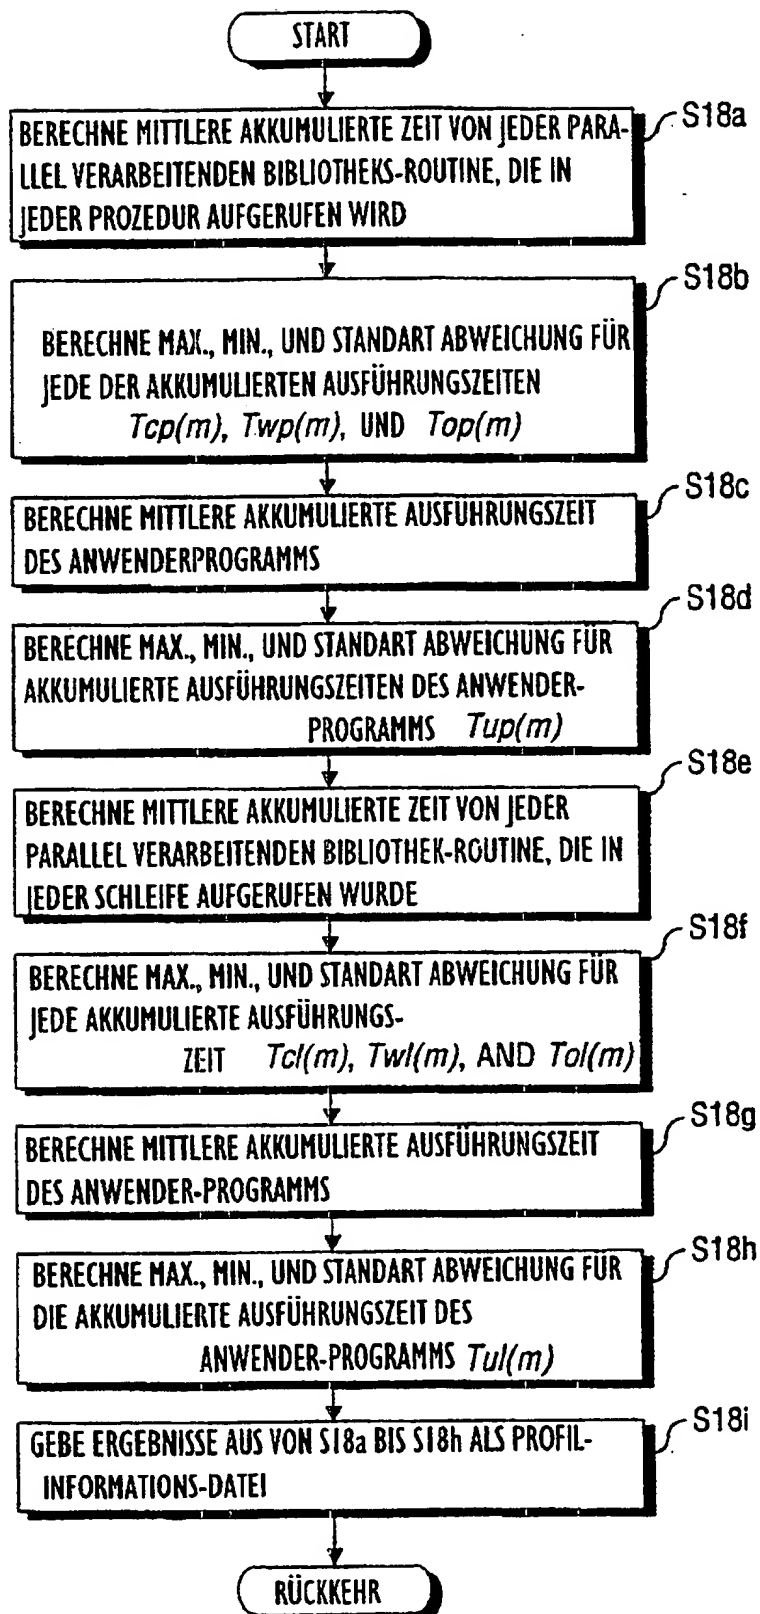 START
S18a
BERECHNE MITTLERE AKKUMULIERTE ZEIT VON JEDER PARA-
LLEL VERARBEITENDEN BIBLIOTHEKS-ROUTINE, DIE IN
JEDER PROZEDUR AUFGERUFEN WIRD
S18b
BERECHNE MAX., MIN., UND STANDART ABWEICHUNG FÜR
JEDE DER AKKUMULIERTEN AUSFÜHRUNGSZEITEN
Tcp(m), Twp(m), UND Top(m)
S18c
BERECHNE MITTLERE AKKUMULIERTE AUSFUHRUNGSZEIT
DES ANWENDERPROGRAMMS
S18d
BERECHNE MAX., MIN., UND STANDART ABWEICHUNG FÜR
AKKUMULIERTE AUSFÜHRUNGSZEITEN DES ANWENDER-
PROGRAMMS Tup(m)
S18e
BERECHNE MITTLERE AKKUMULIERTE ZEIT VON JEDER
PARALLEL VERARBEITENDEN BIBLIOTHEK-ROUTINE, DIE IN
JEDER SCHLEIFE AUFGERUFEN WURDE
S18f
BERECHNE MAX., MIN., UND STANDART ABWEICHUNG FÜR
JEDE AKKUMULIERTE AUSFÜHRUNGS-
ZEIT Tcl(m), Twl(m), AND Tol(m)
S18g
BERECHNE MITTLERE AKKUMULIERTE AUSFÜHRUNGSZEIT
DES ANWENDER-PROGRAMMS
S18h
BERECHNE MAX., MIN., UND STANDART ABWEICHUNG FÜR
DIE AKKUMULIERTE AUSFÜHRUNGSZEIT DES
ANWENDER-PROGRAMMS Tul(m)
S18i
GEBE ERGEBNISSE AUS VON S18a BIS S18h ALS PROFIL-
INFORMATIONS-DATEI
RÜCKKEHR